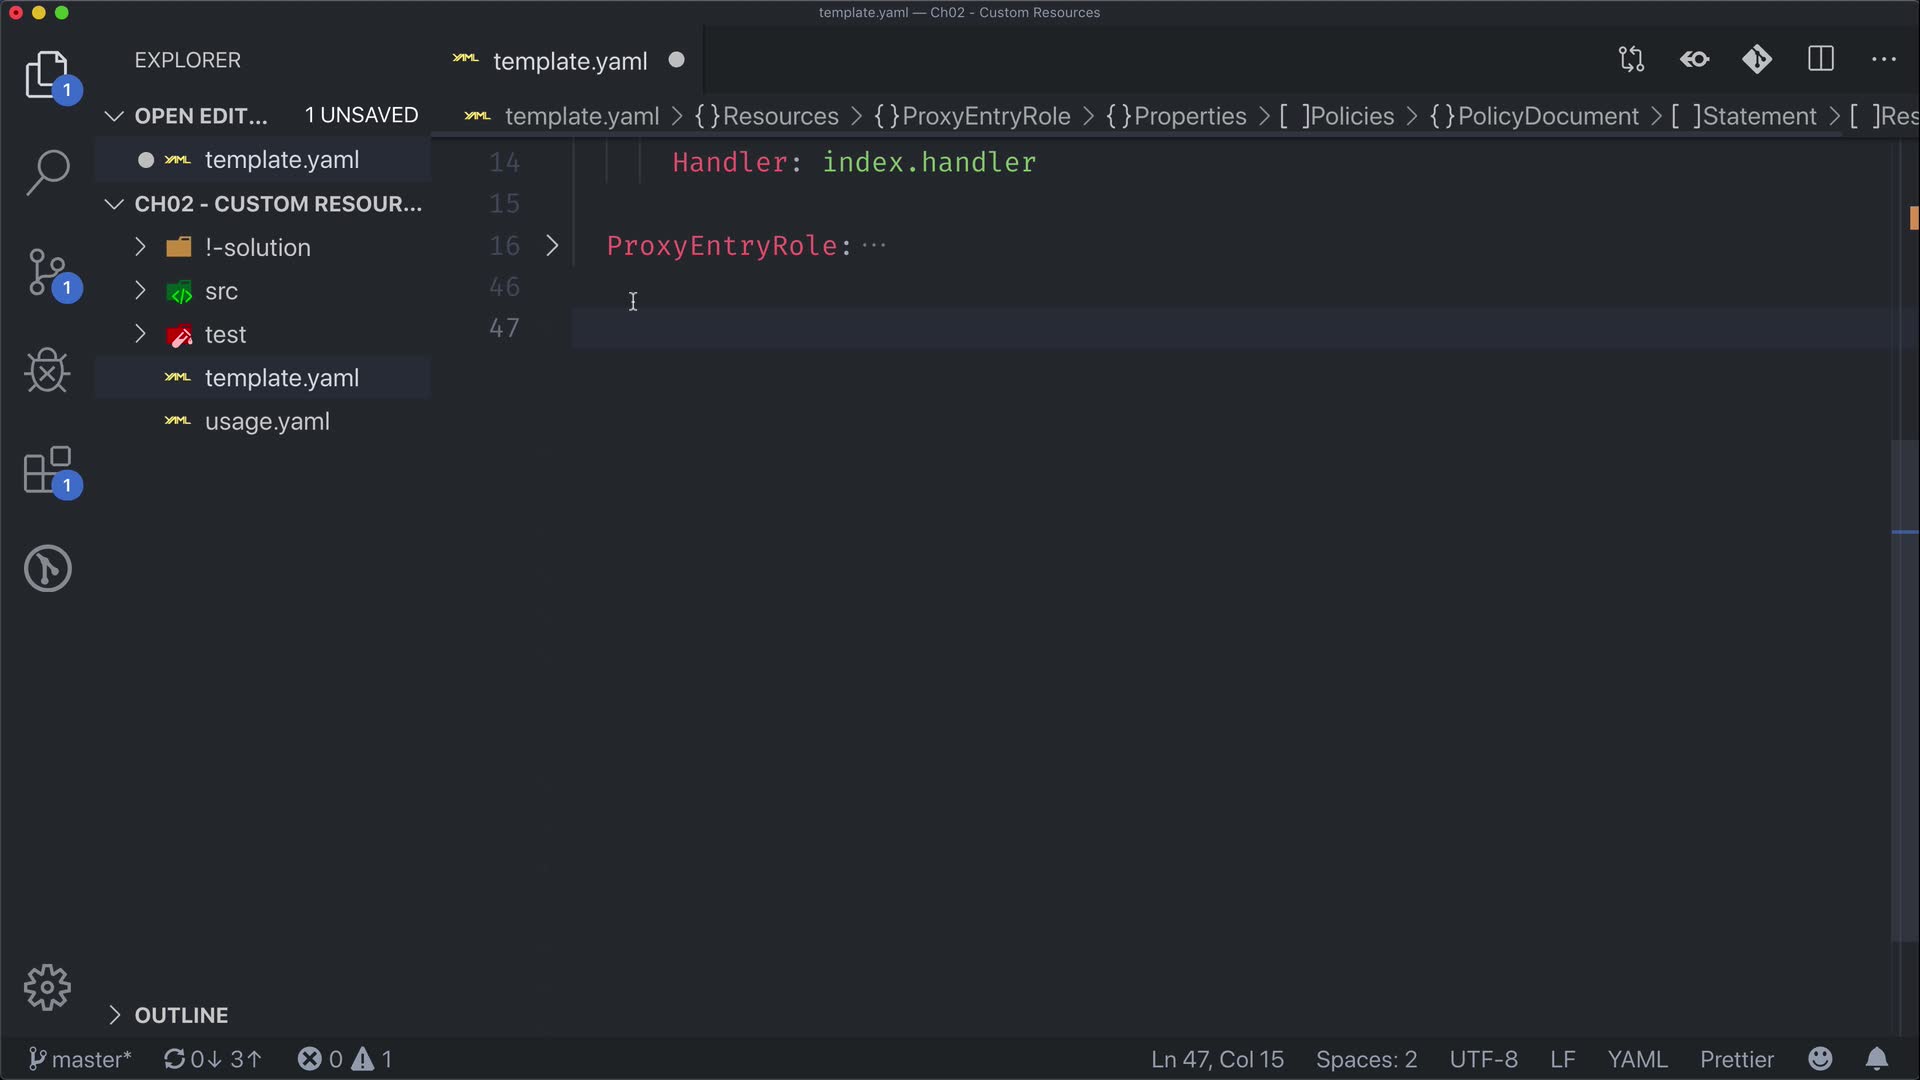 template.yaml — Ch02 - Custom Resources
EXPLORER
1
OPEN EDIT... 1 UNSAVED
template.yaml
CH02 - CUSTOM RESOUR...
!-solution
src
test
template.yaml
usage.yaml
1
1
OUTLINE
template.yaml
template.yaml > {}Resources > {}ProxyEntryRole > {}Properties > [ ]Policies > {}PolicyDocument > [ ]Statement > [ ]Res
14 Handler: index.handler
15
16 > ProxyEntryRole:···
46
47
master* 0↓ 3↑ 0 1 Ln 47, Col 15 Spaces: 2 UTF-8 LF YAML Prettier